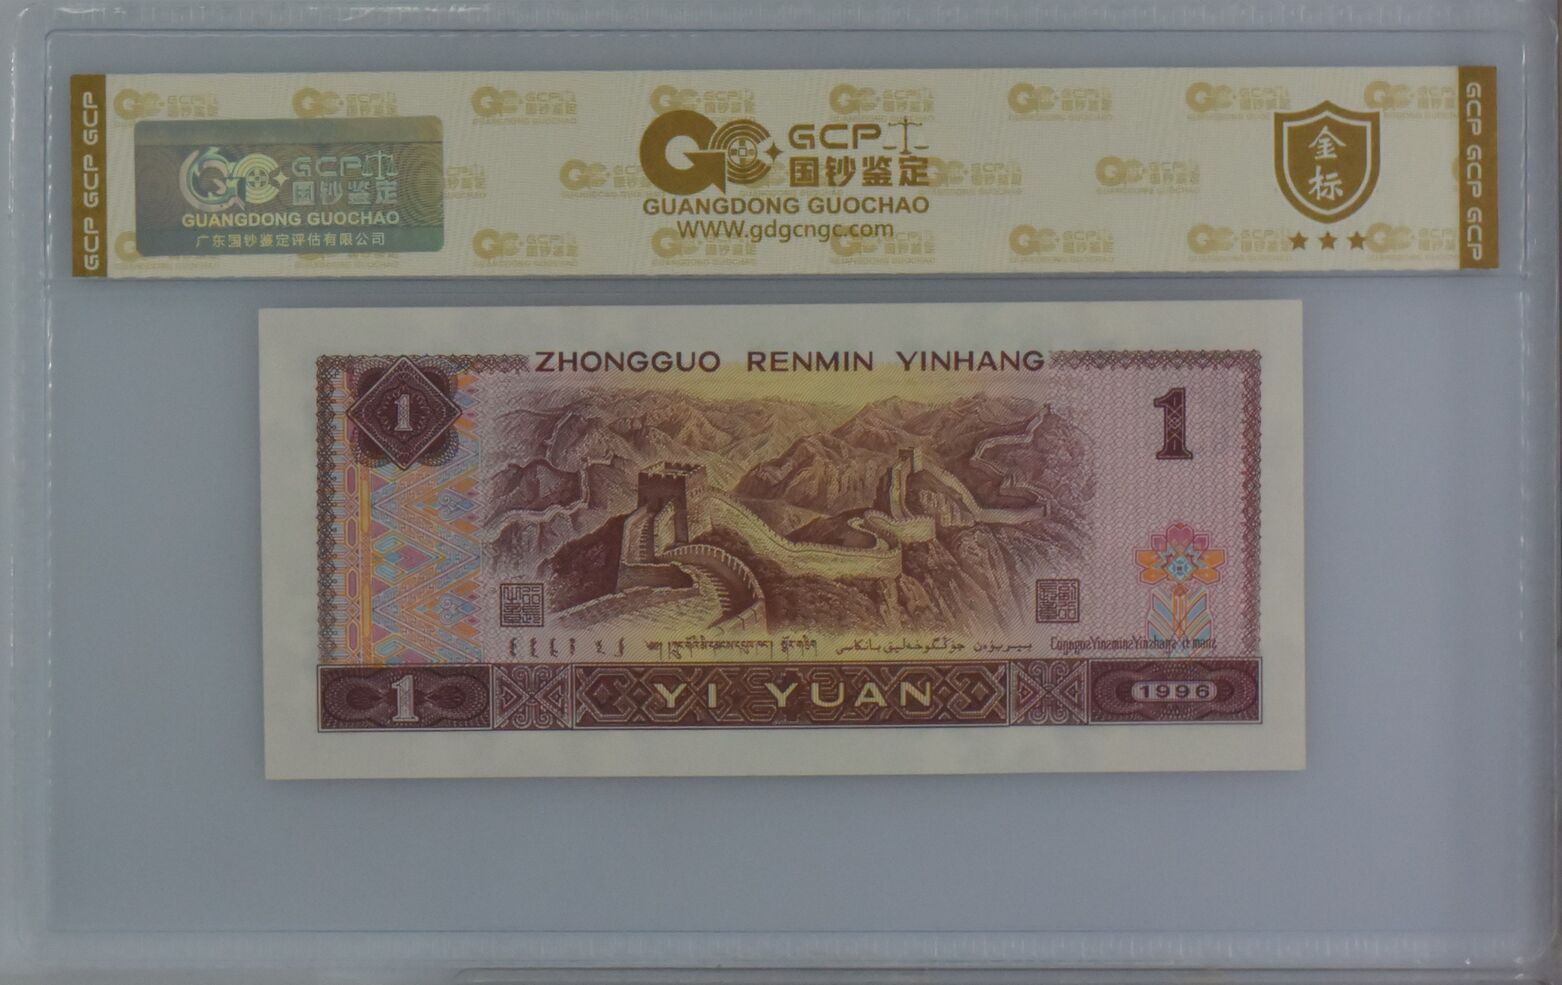 GCP GCP GCP
GCP
国钞鉴定
GUANGDONG GUOCHAO
广东国钞鉴定评估有限公司
GCP
国钞鉴定
GUANGDONG GUOCHAO
WWW.gdgcngc.com
金标
GCP GCP GCP
ZHONGGUO RENMIN YINHANG
1
1
1
YI YUAN
1996